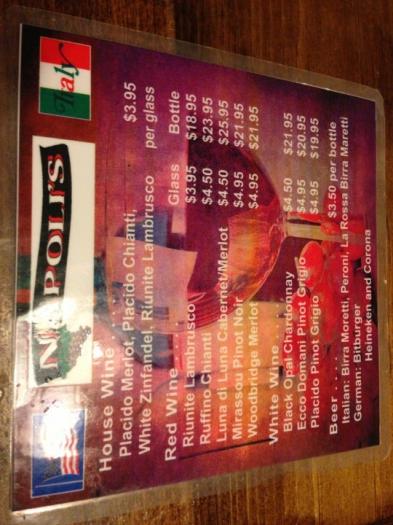 NAPOLI'S
Italy
House Wine....
Placido Merlot, Placido Chianti, $3.95
White Zinfandel, Riunite Lambrusco per glass
Red Wine Glass Bottle
Riunite Lambrusco $3.95 $18.95
Ruffino Chianti $4.50 $23.95
Luna di Luna Cabernet/Merlot $4.50 $25.95
Mirassou Pinot Noir $4.95 $21.95
Woodbridge Merlot $4.95 $21.95
White Wine
Black Opal Chardonnay $4.50 $21.95
Ecco Domani Pinot Grigio $4.95 $20.95
Placido Pinot Grigio $4.95 $19.95
Beer.... $3.50 per bottle
Italian: Birra Moretti, Peroni, La Rossa Birra Maretti
German: Bitburger
Heineken and Corona